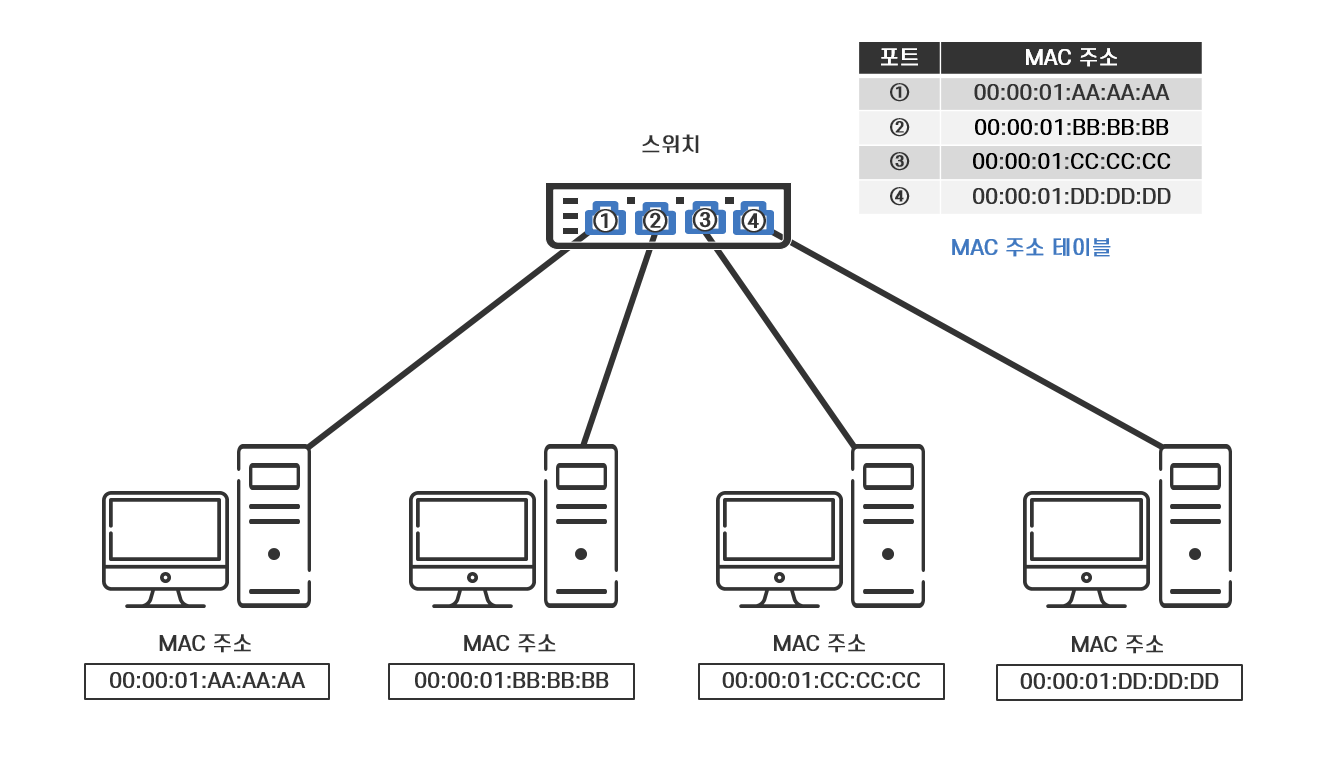 포트 MAC 주소
① 00:00:01:AA:AA:AA
② 00:00:01:BB:BB:BB
③ 00:00:01:CC:CC:CC
④ 00:00:01:DD:DD:DD
MAC 주소 테이블
스위치
① ② ③ ④
MAC 주소 MAC 주소 MAC 주소 MAC 주소
00:00:01:AA:AA:AA 00:00:01:BB:BB:BB 00:00:01:CC:CC:CC 00:00:01:DD:DD:DD